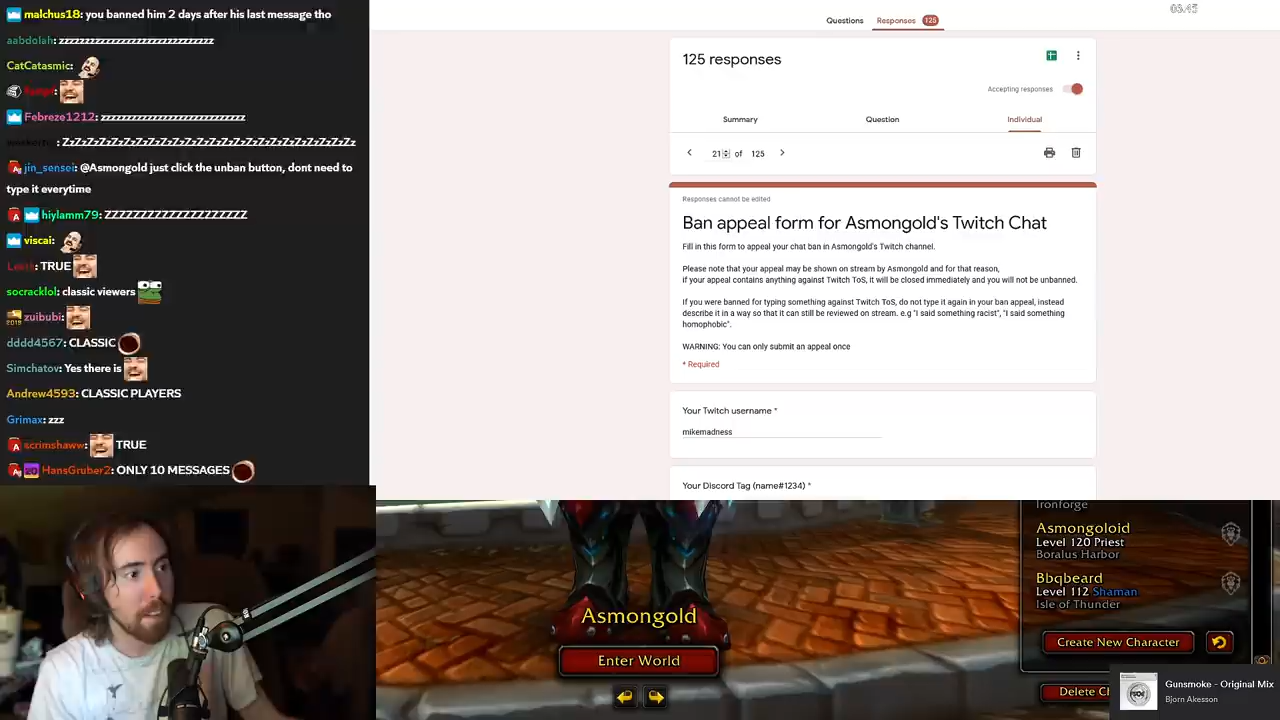 malchus18: you banned him 2 days after his last message tho
aabdolah: zzzzzzzzzzzzzzzzzzzzzzzzzzzzzz
CatCatasmic:
Febreze1212: zzzzzzzzzzzzzzzzzzzzzzzzzzzz
jin_sensei: @Asmongold just click the unban button, dont
type it everytime
hiylamm79: ZZZZZZZZZZZZZZZZZZZZZ
viscai:
TRUE
socrackol: classic viewers
zuibubi:
dddd4567: CLASSIC
Simchatov: Yes there is
Andrew4593: CLASSIC PLAYERS
Grimax: zzz
scrimshaww: TRUE
HansGruber2: ONLY 10 MESSAGES
Questions Responses 125
125 responses
Accepting responses
Summary Question Individual
21 of 125
Responses cannot be edited
Ban appeal form for Asmongold's Twitch Chat
Fill in this form to appeal your chat ban in Asmongold's Twitch channel.
Please note that your appeal may be shown on stream by Asmongold and for that reason,
if your appeal contains anything against Twitch ToS, it will be closed immediately and you will not be unbanned.
If you were banned for typing something against Twitch ToS, do not type it again in your ban appeal, instead
describe it in a way so that it can still be reviewed on stream. e.g "I said something racist", "I said something
homophobic".
WARNING: You can only submit an appeal once
* Required
Your Twitch username *
mikemadness
Your Discord Tag (name#1234) *
Ironforge
Asmongoloid
Level 120 Priest
Boralus Harbor
Bbqbeard
Level 112 Shaman
Isle of Thunder
Create New Character
Asmongold
Enter World
Delete Ch
Gunsmoke - Original Mix
Bjorn Akesson